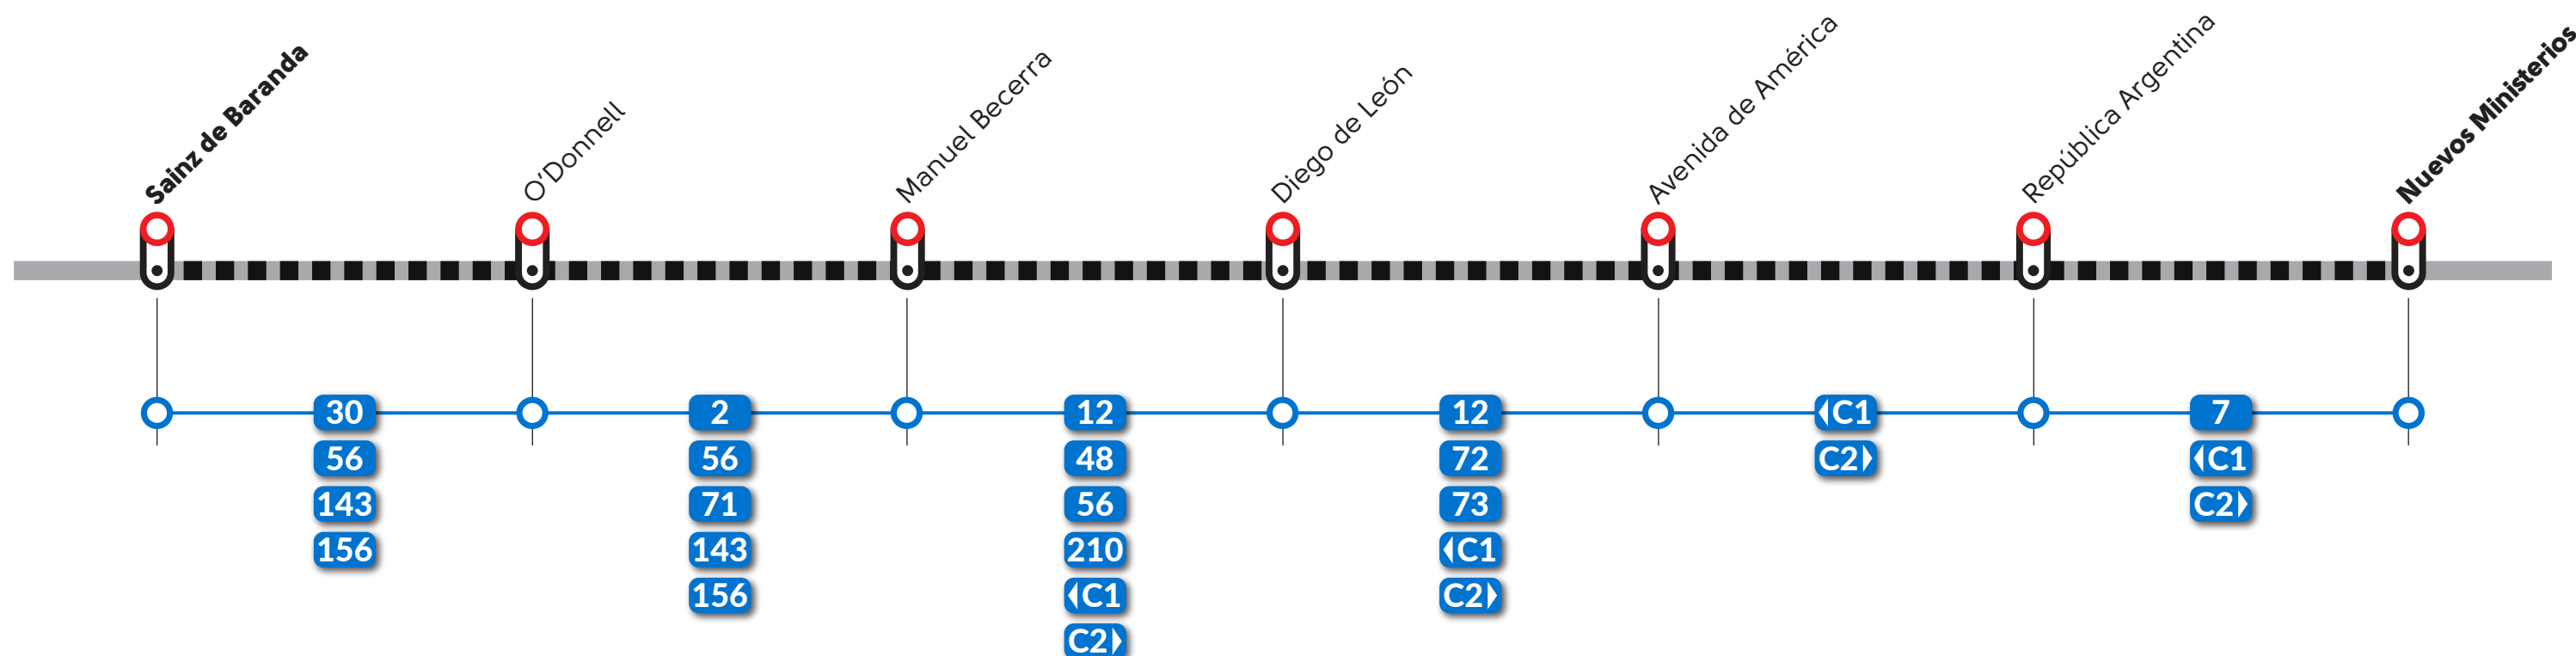 Sainz de Baranda
O’Donnell
Manuel Becerra
Diego de León
Avenida de América
República Argentina
Nuevos Ministerios
30
56
143
156
2
56
71
143
156
12
48
56
210
C1
C2
12
72
73
C1
C2
C1
C2
7
C1
C2